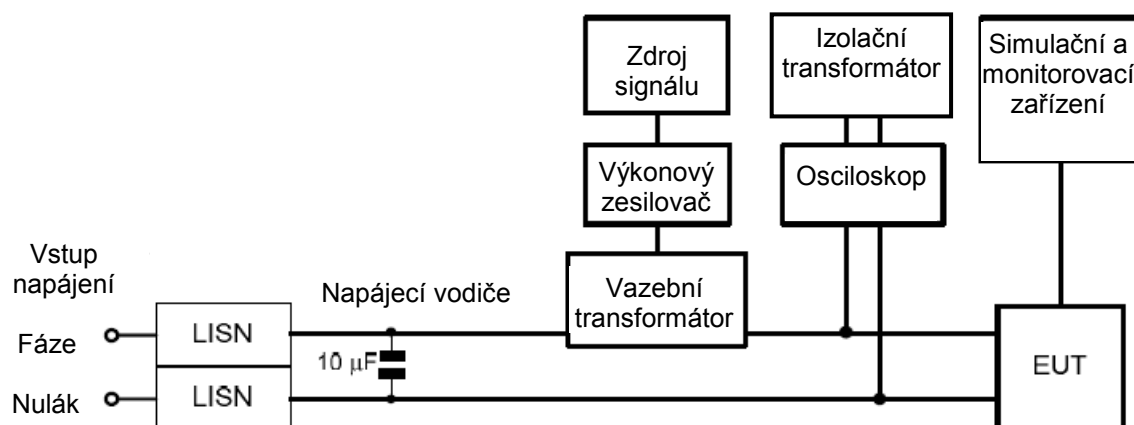 Zdroj
signálu
Izolační
transformátor
Simulační a
monitorovací
zařízení
Výkonový
zesilovač
Osciloskop
Vstup
napájení
Napájecí vodiče
Vazební
transformátor
Fáze
LISN
10 µF
EUT
Nulák
LISN